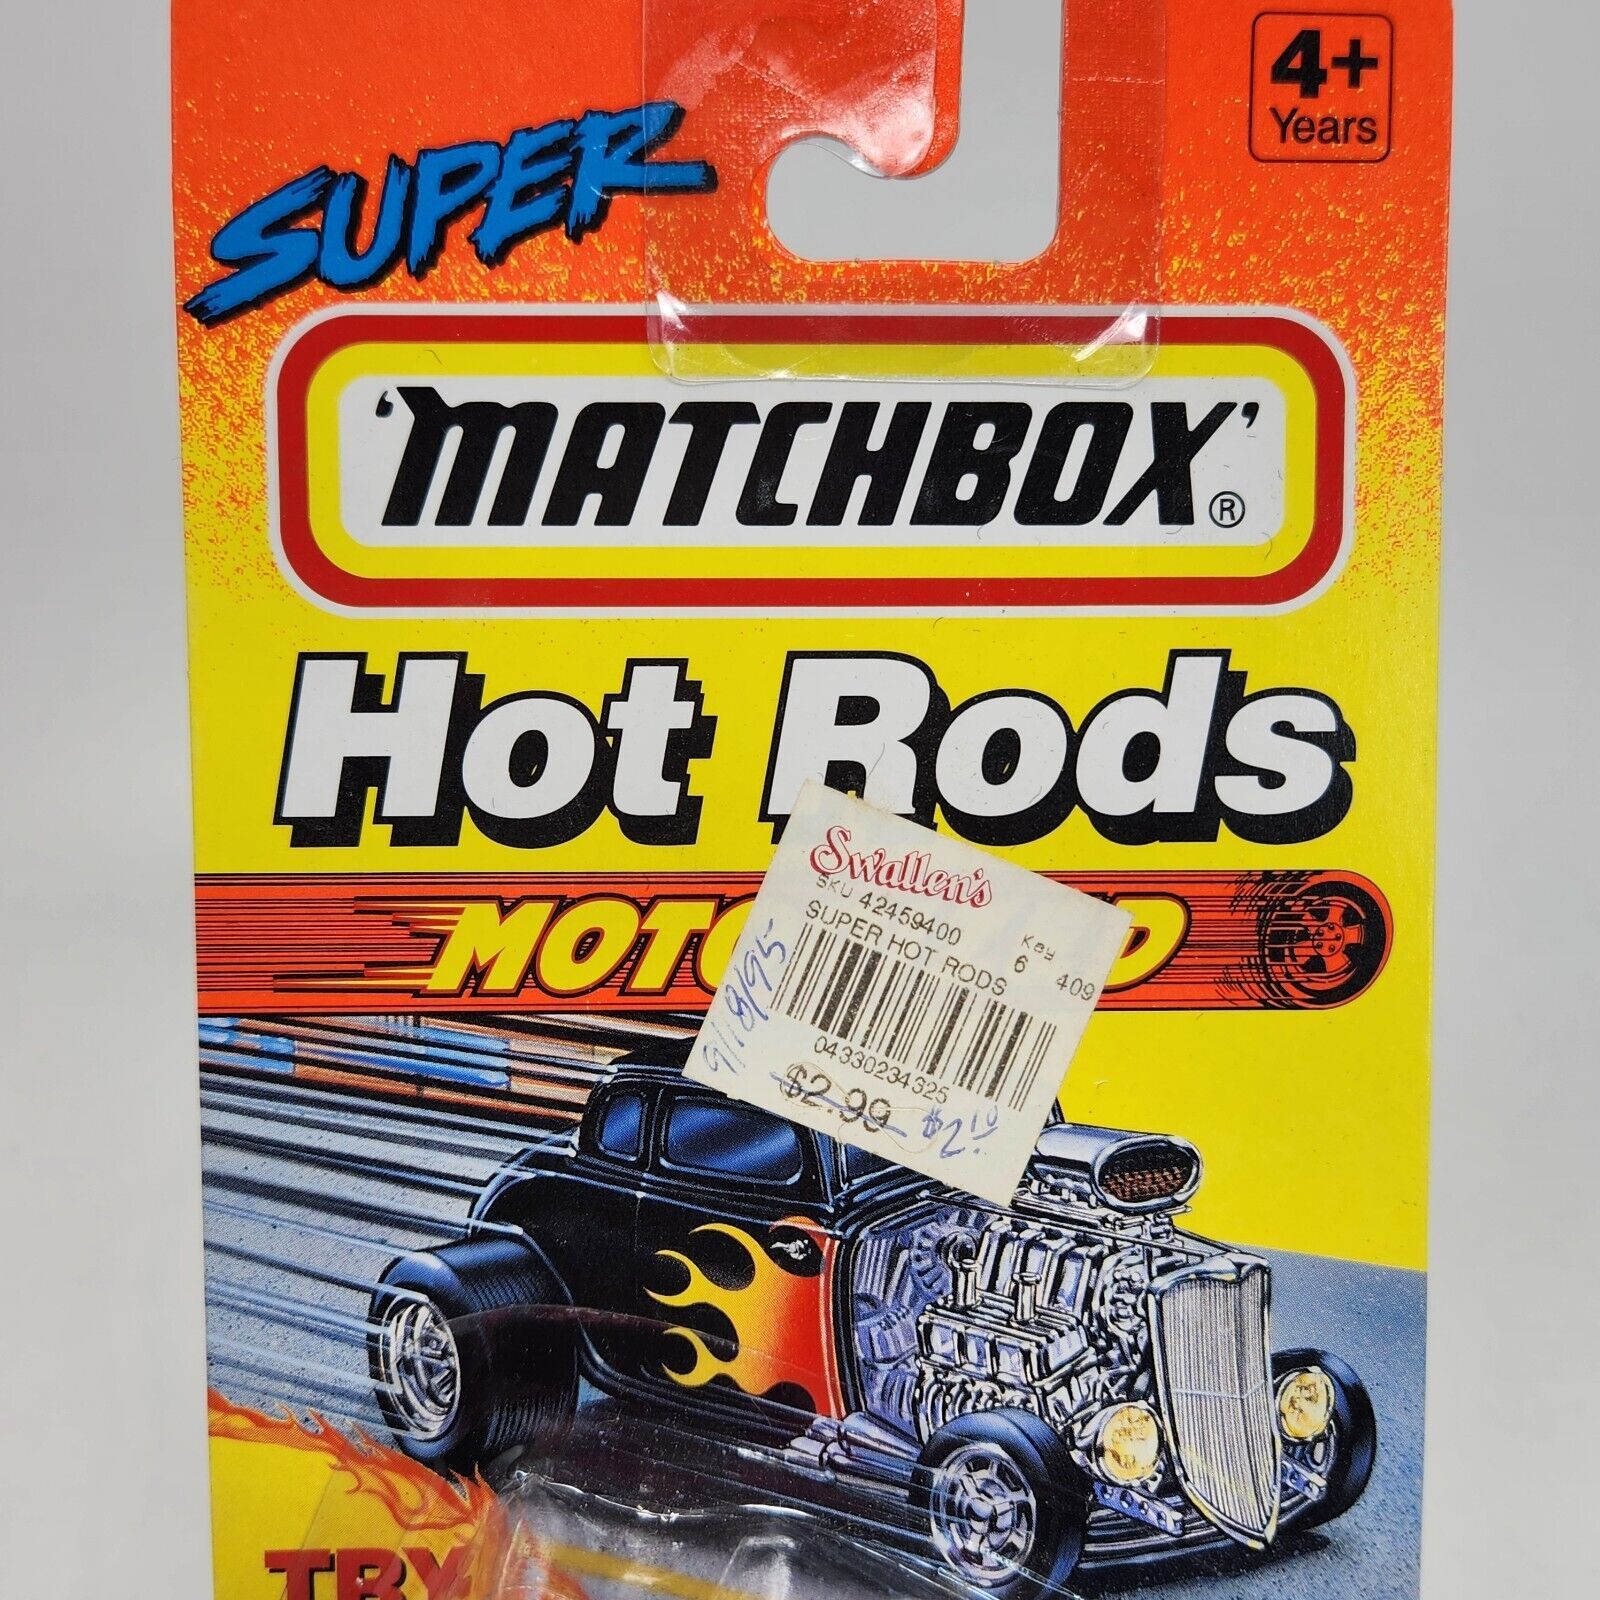 4+
Years
SUPER
'MATCHBOX'®
Hot Rods
Swallen's
SKU 42459400
Key
SUPER HOT RODS 6 409
9/18/95
04330234325
$2.99 $2.10
TRY